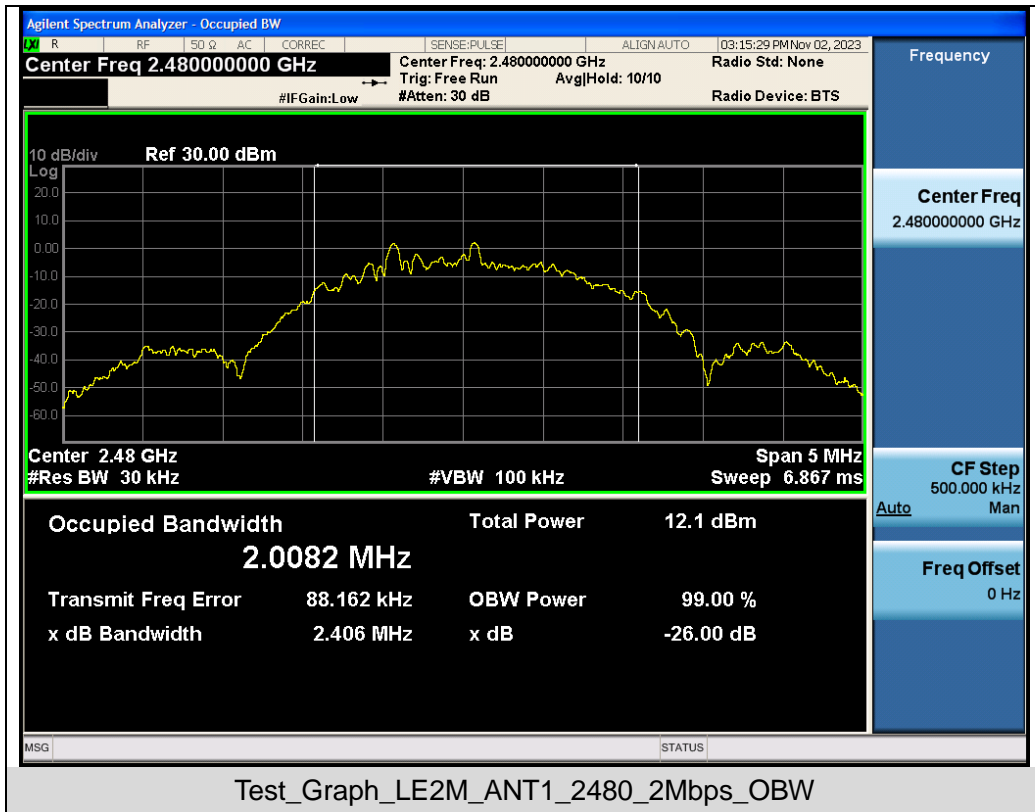 Agilent Spectrum Analyzer - Occupied BW
LXI R RF 50 Ω AC CORREC SENSE:PULSE ALIGN AUTO 03:15:29 PM Nov 02, 2023
Center Freq 2.480000000 GHz
Center Freq: 2.480000000 GHz Radio Std: None
Trig: Free Run Avg|Hold: 10/10
#IFGain:Low #Atten: 30 dB Radio Device: BTS
10 dB/div Ref 30.00 dBm
Log
20.0
10.0
0.00
-10.0
-20.0
-30.0
-40.0
-50.0
-60.0
Center 2.48 GHz Span 5 MHz
#Res BW 30 kHz #VBW 100 kHz Sweep 6.867 ms
Occupied Bandwidth Total Power 12.1 dBm
2.0082 MHz
Transmit Freq Error 88.162 kHz OBW Power 99.00 %
x dB Bandwidth 2.406 MHz x dB -26.00 dB
MSG STATUS
Frequency
Center Freq
2.480000000 GHz
CF Step
500.000 kHz
Auto Man
Freq Offset
0 Hz
Test_Graph_LE2M_ANT1_2480_2Mbps_OBW